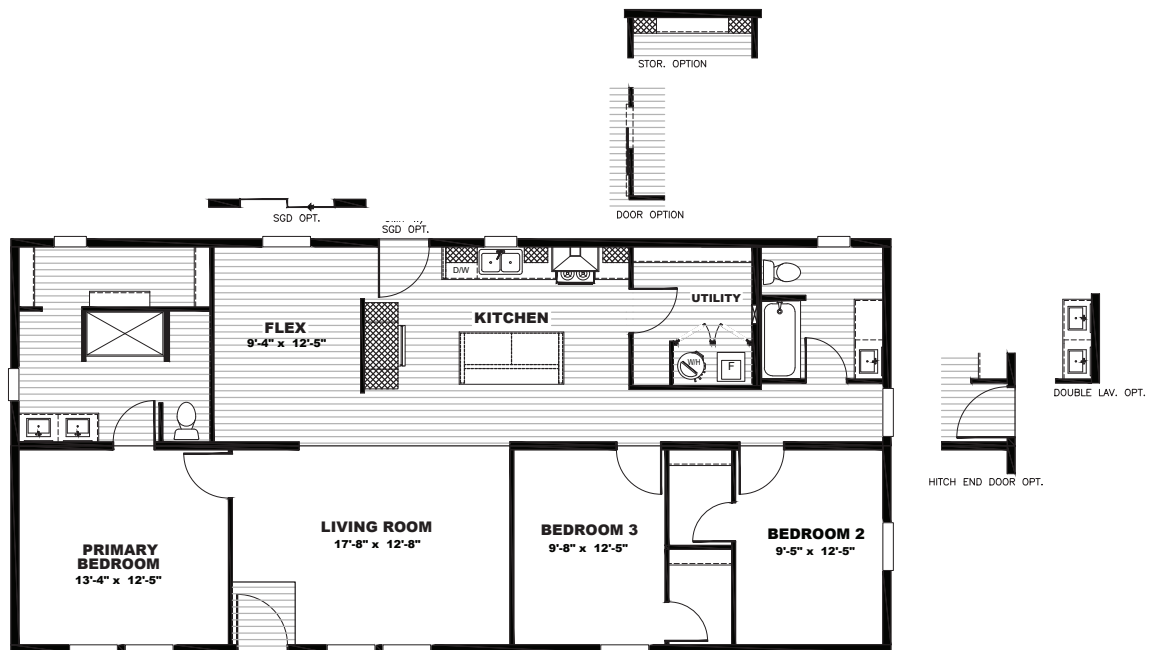 STOR. OPTION
DOOR OPTION
SGD OPT.
SGD OPT.
D/W
UTILITY
KITCHEN
FLEX
9'-4" x 12'-5"
W/H
F
DOUBLE LAV. OPT.
HITCH END DOOR OPT.
LIVING ROOM
17'-8" x 12'-8"
BEDROOM 3
9'-8" x 12'-5"
BEDROOM 2
9'-5" x 12'-5"
PRIMARY
BEDROOM
13'-4" x 12'-5"